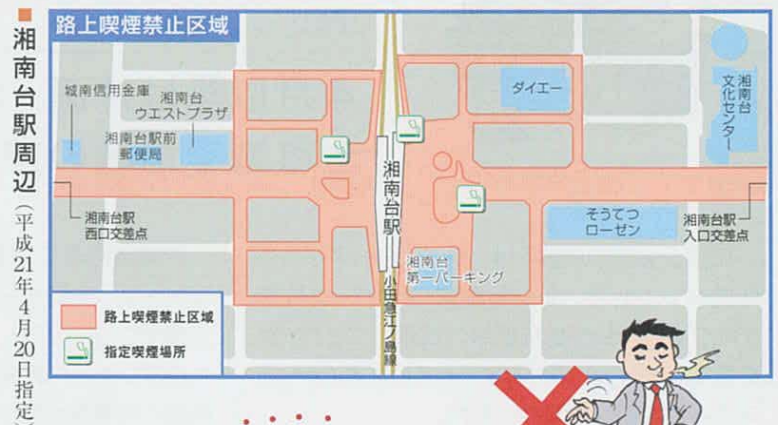 ■湘南台駅周辺（平成21年4月20日指定）
路上喫煙禁止区域
城南信用金庫
湘南台
ウエストプラザ
湘南台駅前
郵便局
ダイエー
湘南台
文化センター
湘南台駅
湘南台駅
西口交差点
そうてつ
ローゼン
湘南台駅
入口交差点
湘南台
第一パーキング
小田急江ノ島線
路上喫煙禁止区域
指定喫煙場所